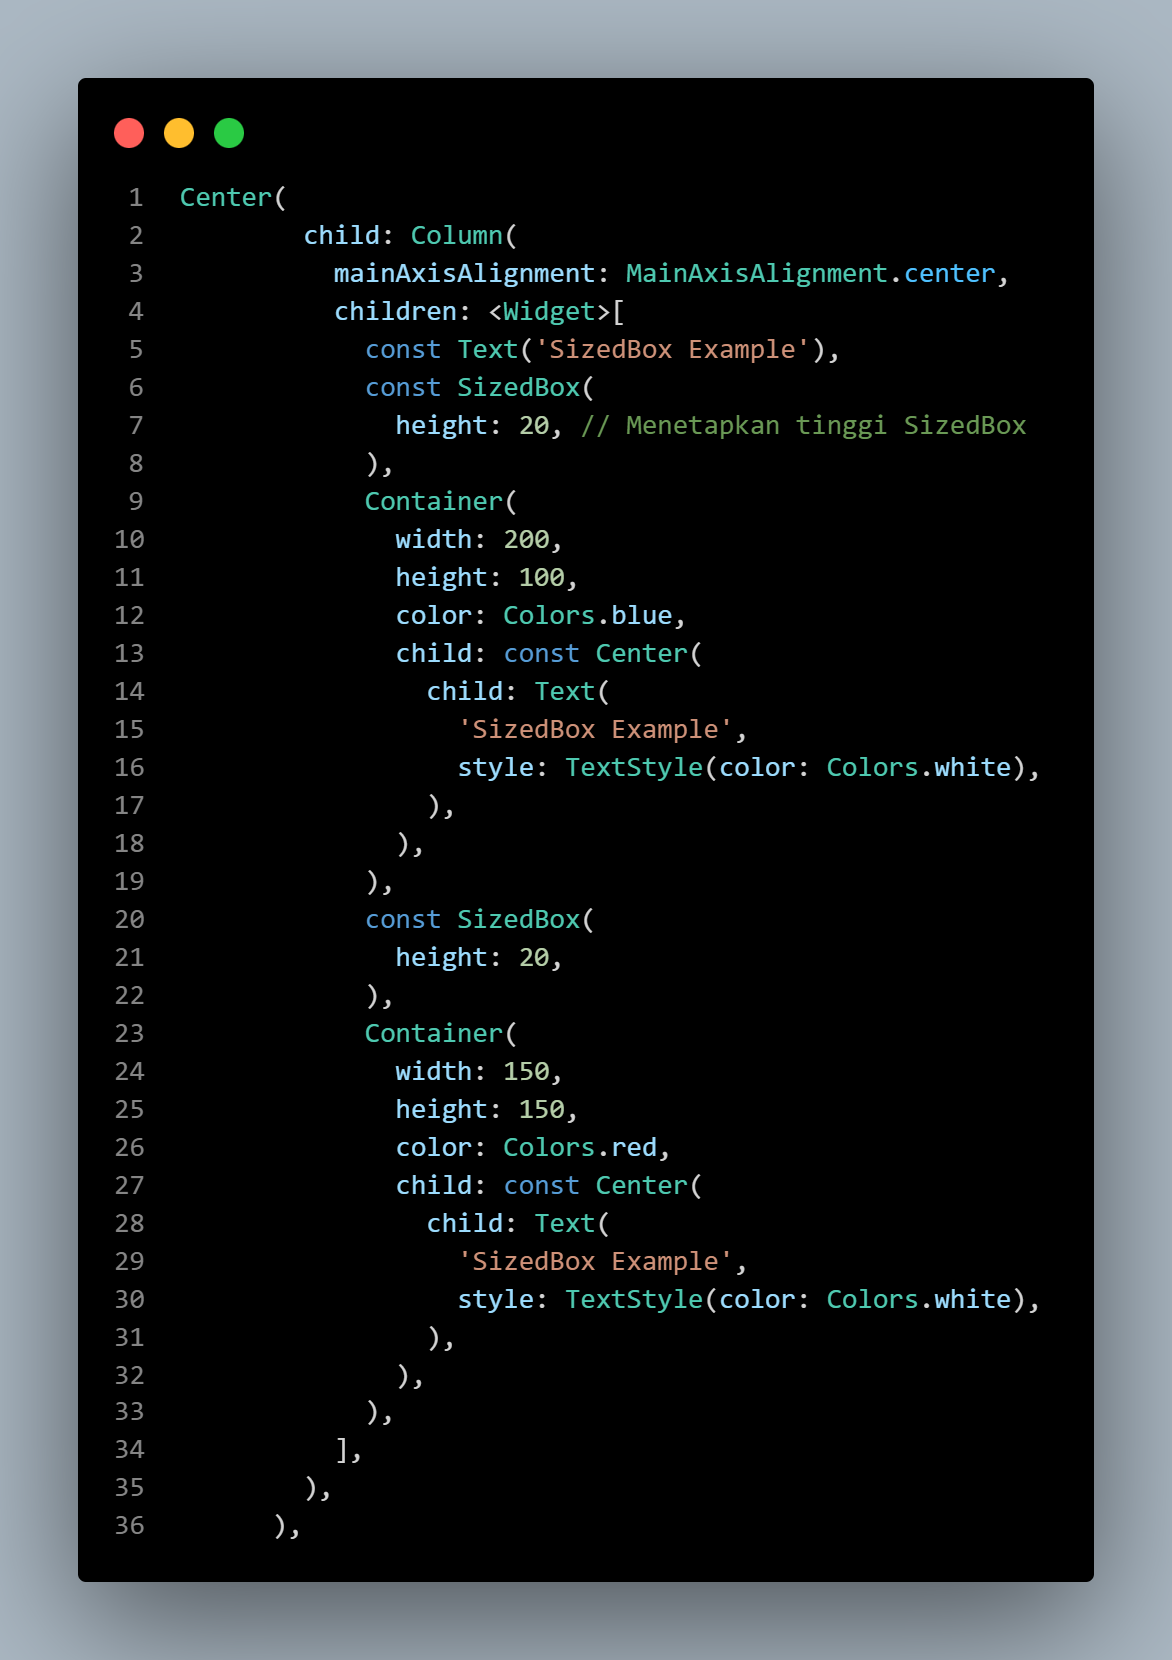 1 Center(
2         child: Column(
3           mainAxisAlignment: MainAxisAlignment.center,
4           children: <Widget>[
5             const Text('SizedBox Example'),
6             const SizedBox(
7               height: 20, // Menetapkan tinggi SizedBox
8             ),
9             Container(
10               width: 200,
11               height: 100,
12               color: Colors.blue,
13               child: const Center(
14                 child: Text(
15                   'SizedBox Example',
16                   style: TextStyle(color: Colors.white),
17                 ),
18               ),
19             ),
20             const SizedBox(
21               height: 20,
22             ),
23             Container(
24               width: 150,
25               height: 150,
26               color: Colors.red,
27               child: const Center(
28                 child: Text(
29                   'SizedBox Example',
30                   style: TextStyle(color: Colors.white),
31                 ),
32               ),
33             ),
34           ],
35         ),
36       ),